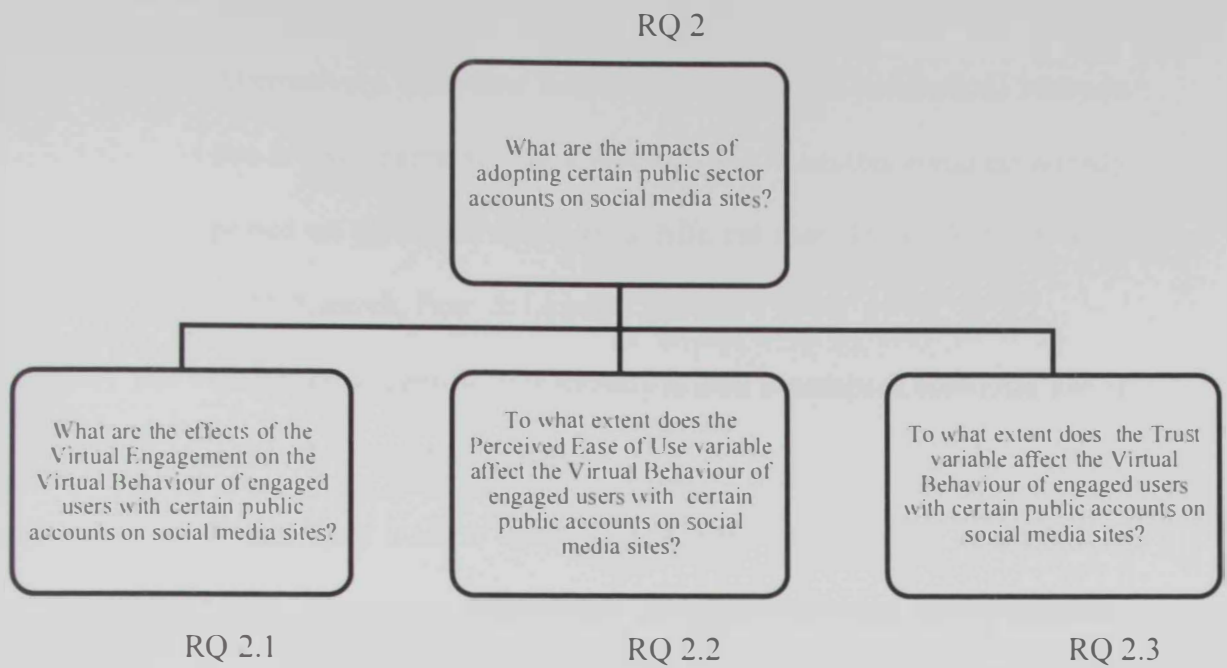 RQ 2
What are the impacts of
adopting certain public sector
accounts on social media sites?
What are the effects of the
Virtual Engagement on the
Virtual Behaviour of engaged
users with certain public
accounts on social media sites?
To what extent does the
Perceived Ease of Use variable
affect the Virtual Behaviour of
engaged users with certain
public accounts on social
media sites?
To what extent does the Trust
variable affect the Virtual
Behaviour of engaged users
with certain public accounts on
social media sites?
RQ 2.1
RQ 2.2
RQ 2.3